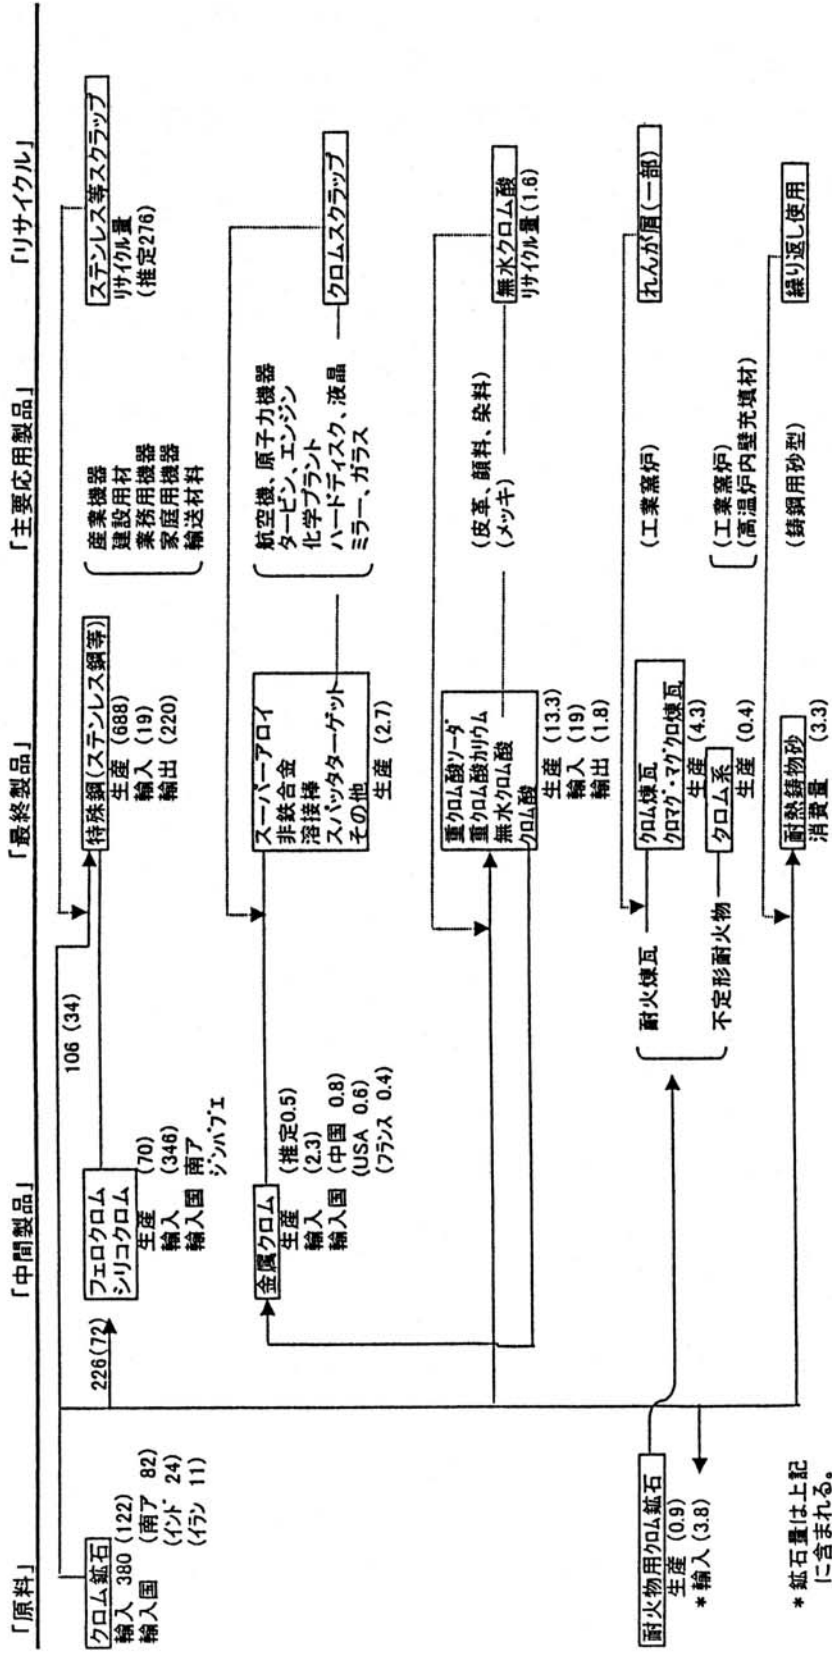 「原料」
「中間製品」
「最終製品」
「主要応用製品」
「リサイクル」
クロム鉱石
輸入 380 (122)
輸入国 (南ア 82)
(インド 24)
(イラン 11)
226(72)
106 (34)
フェロクロム
シリコクロム
生産 (70)
輸入 (346)
輸入国 南ア
ジンバブエ
特殊鋼(ステンレス鋼等)
生産 (688)
輸入 (19)
輸出 (220)
産業機器
建設用材
業務用機器
家庭用機器
輸送材料
ステンレス等スクラップ
リサイクル量
(推定276)
金属クロム
生産 (推定0.5)
輸入 (2.3)
輸入国 (中国 0.8)
(USA 0.6)
(フランス 0.4)
スーパーアロイ
非鉄合金
溶接棒
スパッタターゲット
その他
生産 (2.7)
航空機、原子力機器
タービン、エンジン
化学プラント
ハードディスク、液晶
ミラー、ガラス
クロムスクラップ
重クロム酸ソーダ
重クロム酸カリウム
無水クロム酸
クロム酸
生産 (13.3)
輸入 (19)
輸出 (1.8)
(皮革、顔料、染料)
(メッキ)
無水クロム酸
リサイクル量(1.6)
耐火物用クロム鉱石
生産 (0.9)
*輸入 (3.8)
耐火煉瓦
クロム煉瓦
クロマグ・マグクロ煉瓦
生産 (4.3)
不定形耐火物
クロム系
生産 (0.4)
(工業窯炉)
(工業窯炉)
(高温炉内壁充填材)
れんが屑(一部)
耐熱鋳物砂
消費量 (3.3)
(鋳鋼用砂型)
繰り返し使用
*鉱石量は上記
に含まれる。